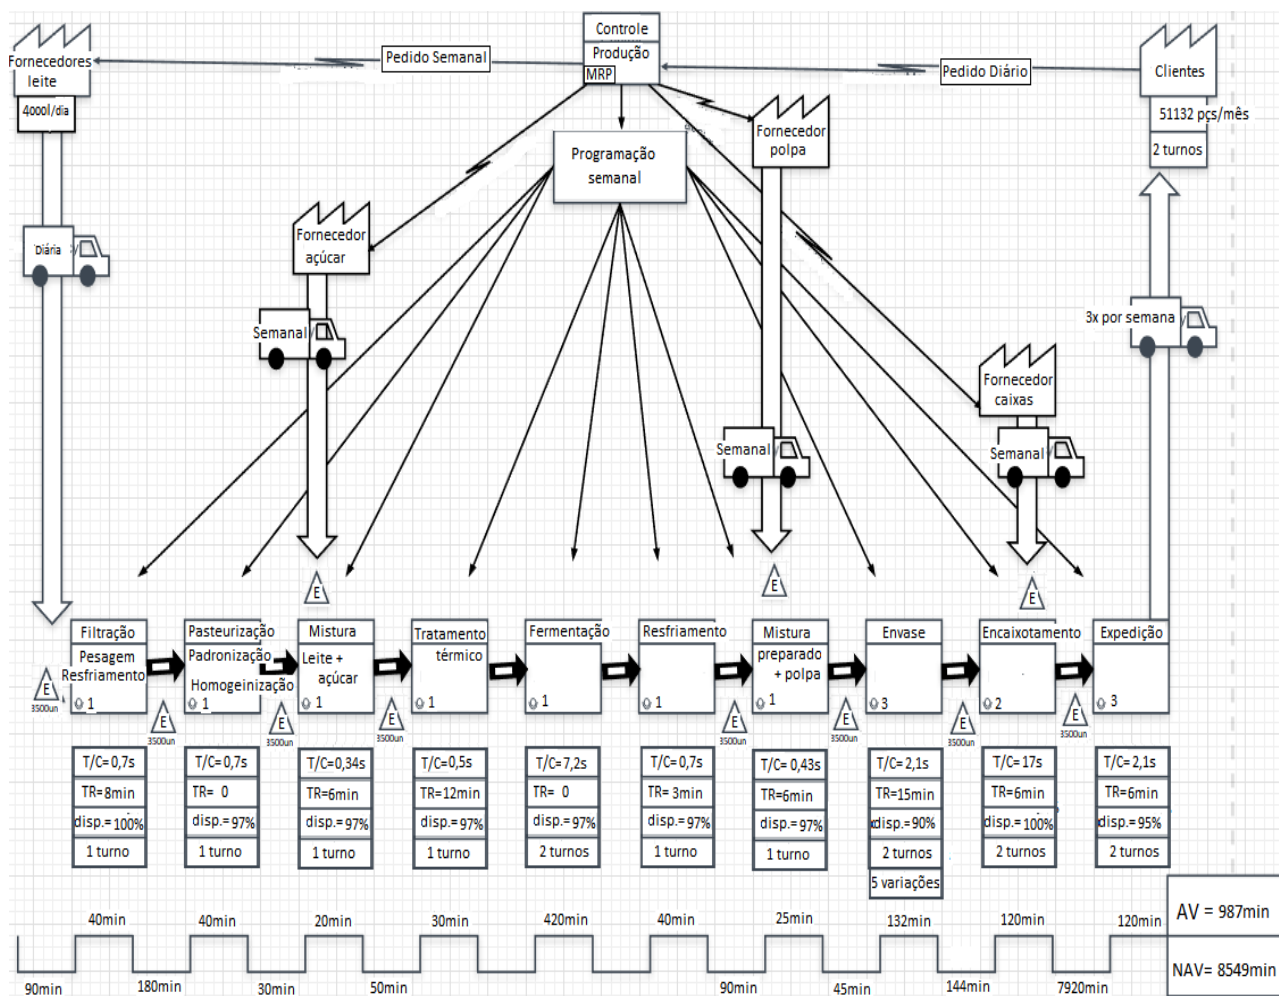 Controle
Produção
MRP
Pedido Semanal
Pedido Diário
Fornecedores
leite
4000l/dia
Clientes
51132 pçs/mês
2 turnos
Fornecedor
polpa
Programação
semanal
Fornecedor
açúcar
Diária
Semanal
3x por semana
Fornecedor
caixas
Semanal
Semanal
E
E
E
Filtração
Pesagem
Resfriamento
1
Pasteurização
Padronização
Homogeinização
1
Mistura
Leite +
açúcar
1
Tratamento
térmico
1
Fermentação
1
Resfriamento
1
Mistura
preparado
+ polpa
1
Envase
3
Encaixotamento
2
Expedição
3
E
3500un
E
3500un
E
3500un
E
3500un
E
3500un
E
3500un
E
3500un
E
3500un
T/C=0,7s
TR=8min
disp.=100%
1 turno
T/C=0,7s
TR= 0
disp.=97%
1 turno
T/C=0,34s
TR=6min
disp.=97%
1 turno
T/C=0,5s
TR=12min
disp.=97%
1 turno
T/C=7,2s
TR= 0
disp.=97%
2 turnos
T/C=0,7s
TR= 3min
disp.=97%
1 turno
T/C=0,43s
TR=6min
disp.=97%
1 turno
T/C=2,1s
TR=15min
disp.=90%
2 turnos
5 variações
T/C=17s
TR=6min
disp.=100%
2 turnos
T/C=2,1s
TR=6min
disp.=95%
2 turnos
40min
40min
20min
30min
420min
40min
25min
132min
120min
120min
90min
180min
30min
50min
90min
45min
144min
7920min
AV = 987min
NAV= 8549min